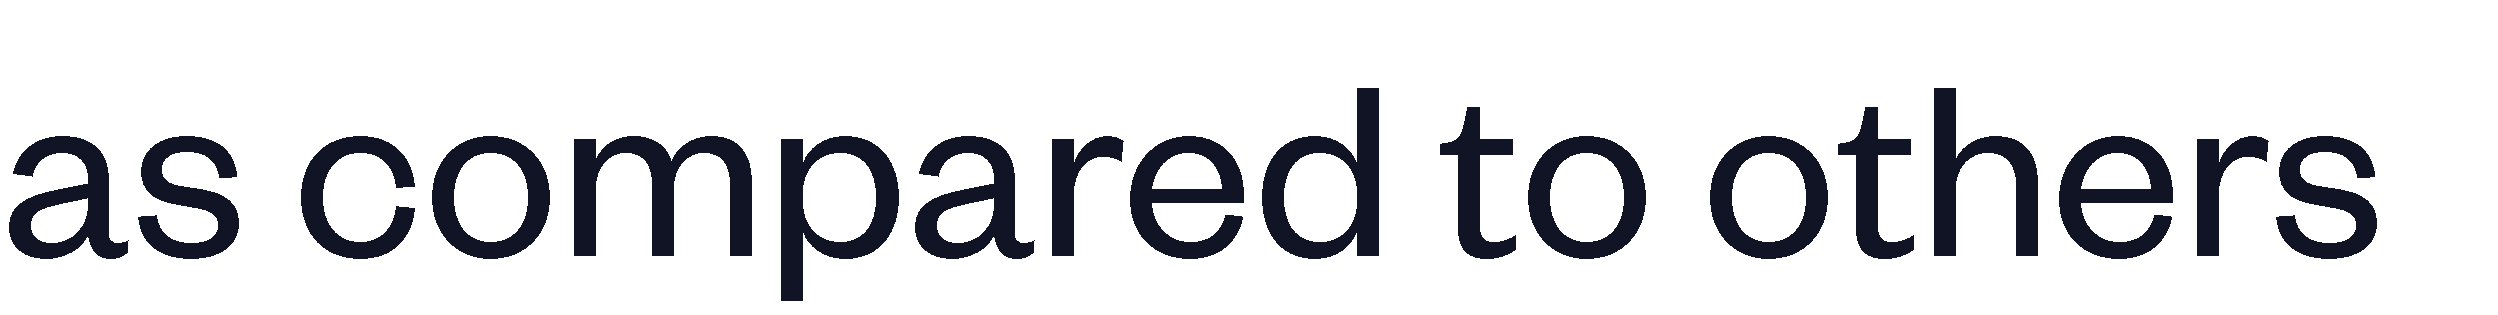 as compared to others